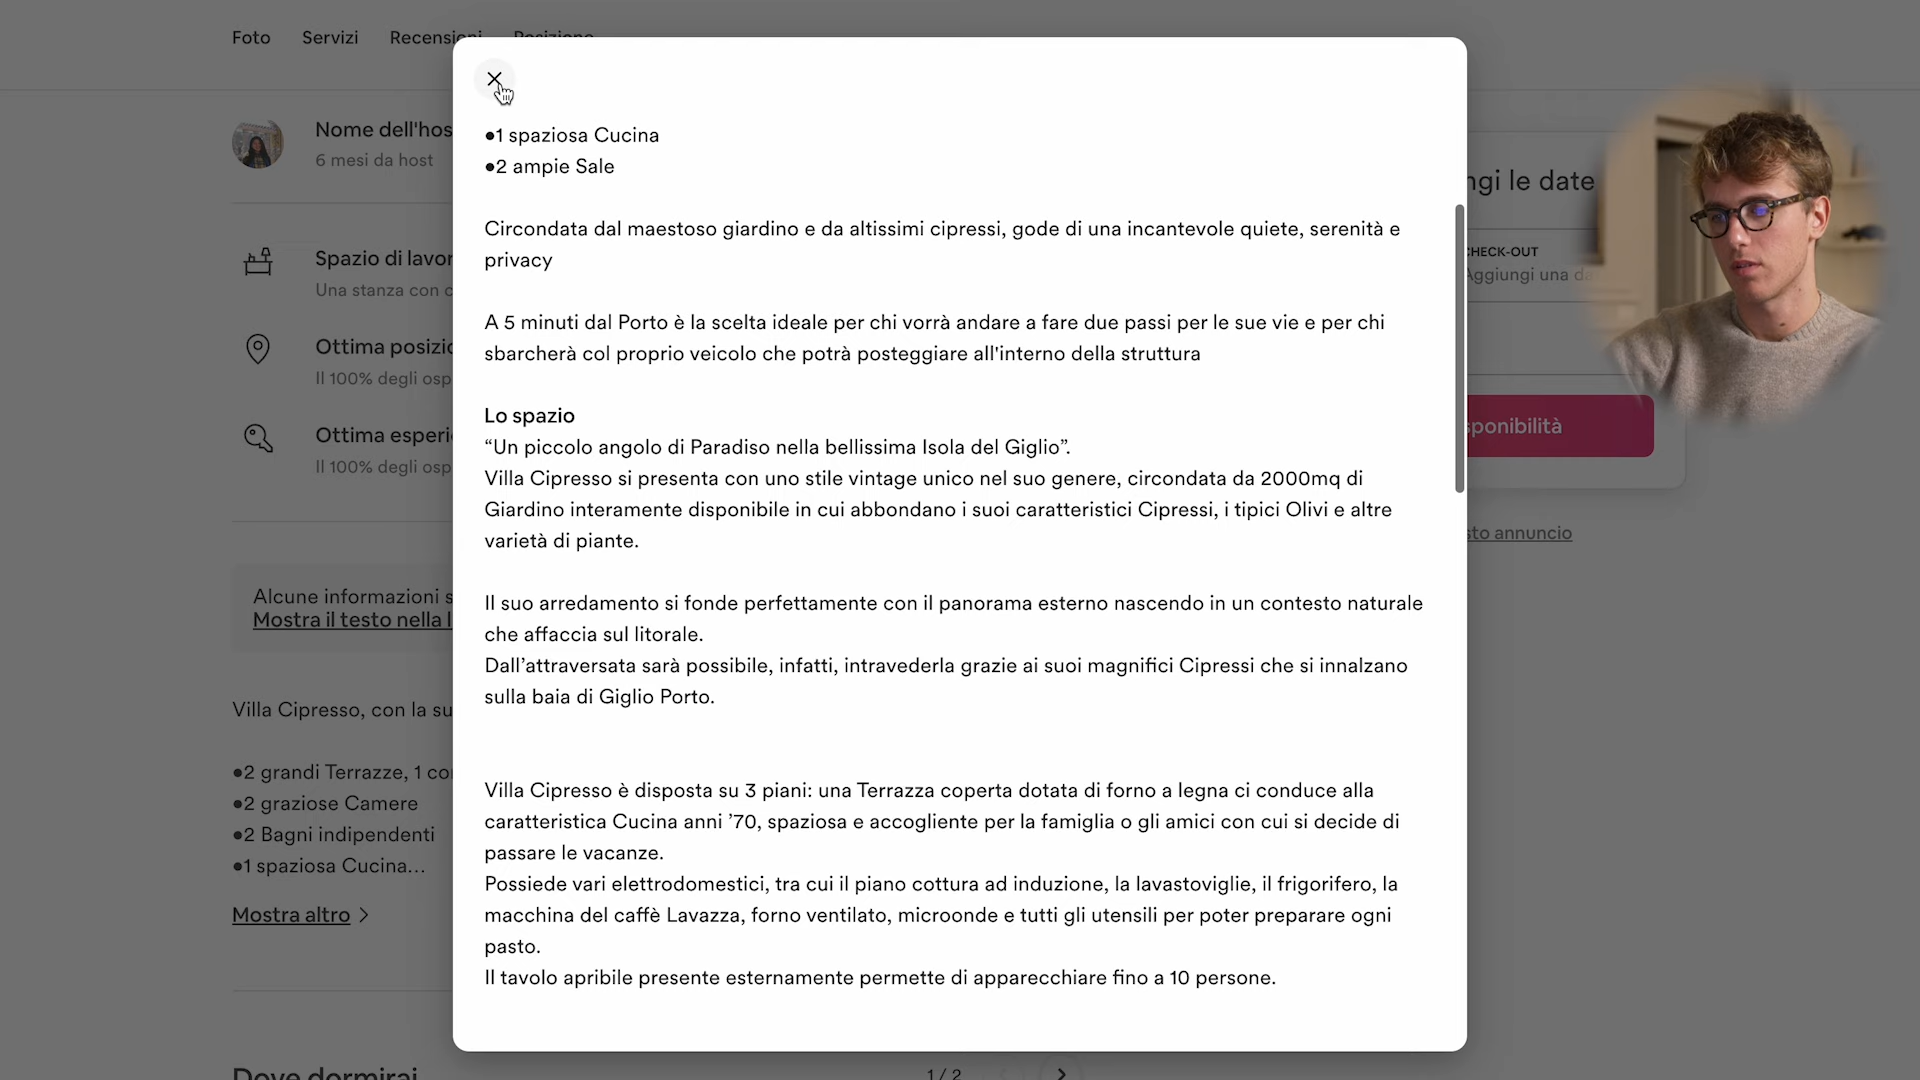 Foto Servizi Recensioni Posizione
Nome dell'hos
6 mesi da host
Spazio di lavor
Una stanza con c
Ottima posizio
Il 100% degli osp
Ottima esperi
Il 100% degli osp
Alcune informazioni s
Mostra il testo nella l
Villa Cipresso, con la su
●2 grandi Terrazze, 1 co
●2 graziose Camere
●2 Bagni indipendenti
●1 spaziosa Cucina…
Mostra altro
Dove dormirai
●1 spaziosa Cucina
●2 ampie Sale
Circondata dal maestoso giardino e da altissimi cipressi, gode di una incantevole quiete, serenità e
privacy
A 5 minuti dal Porto è la scelta ideale per chi vorrà andare a fare due passi per le sue vie e per chi
sbarcherà col proprio veicolo che potrà posteggiare all'interno della struttura
Lo spazio
“Un piccolo angolo di Paradiso nella bellissima Isola del Giglio”.
Villa Cipresso si presenta con uno stile vintage unico nel suo genere, circondata da 2000mq di
Giardino interamente disponibile in cui abbondano i suoi caratteristici Cipressi, i tipici Olivi e altre
varietà di piante.
Il suo arredamento si fonde perfettamente con il panorama esterno nascendo in un contesto naturale
che affaccia sul litorale.
Dall’attraversata sarà possibile, infatti, intravederla grazie ai suoi magnifici Cipressi che si innalzano
sulla baia di Giglio Porto.
Villa Cipresso è disposta su 3 piani: una Terrazza coperta dotata di forno a legna ci conduce alla
caratteristica Cucina anni ’70, spaziosa e accogliente per la famiglia o gli amici con cui si decide di
passare le vacanze.
Possiede vari elettrodomestici, tra cui il piano cottura ad induzione, la lavastoviglie, il frigorifero, la
macchina del caffè Lavazza, forno ventilato, microonde e tutti gli utensili per poter preparare ogni
pasto.
Il tavolo apribile presente esternamente permette di apparecchiare fino a 10 persone.
1 / 2
ngi le date
CHECK-OUT
Aggiungi una da
sponibilità
sto annuncio